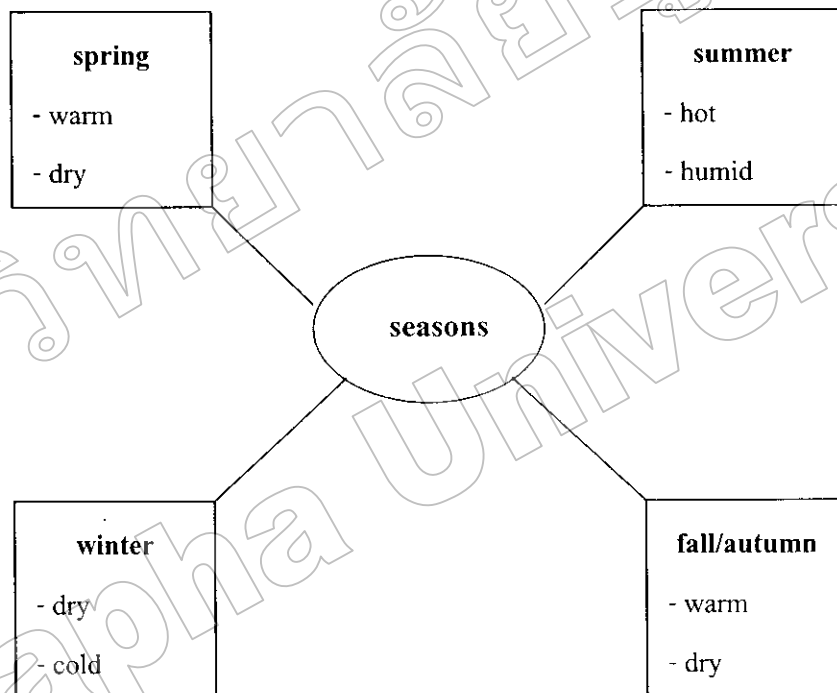 spring
- warm
- dry
summer
- hot
- humid
seasons
winter
- dry
- cold
fall/autumn
- warm
- dry